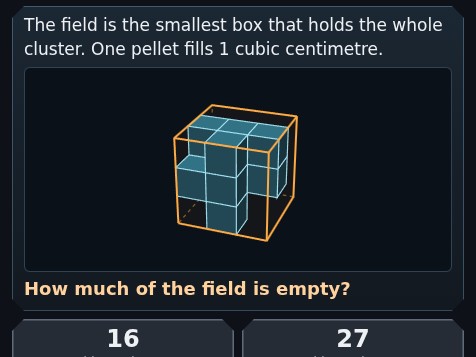 The field is the smallest box that holds the whole
cluster. One pellet fills 1 cubic centimetre.
How much of the field is empty?
16
27